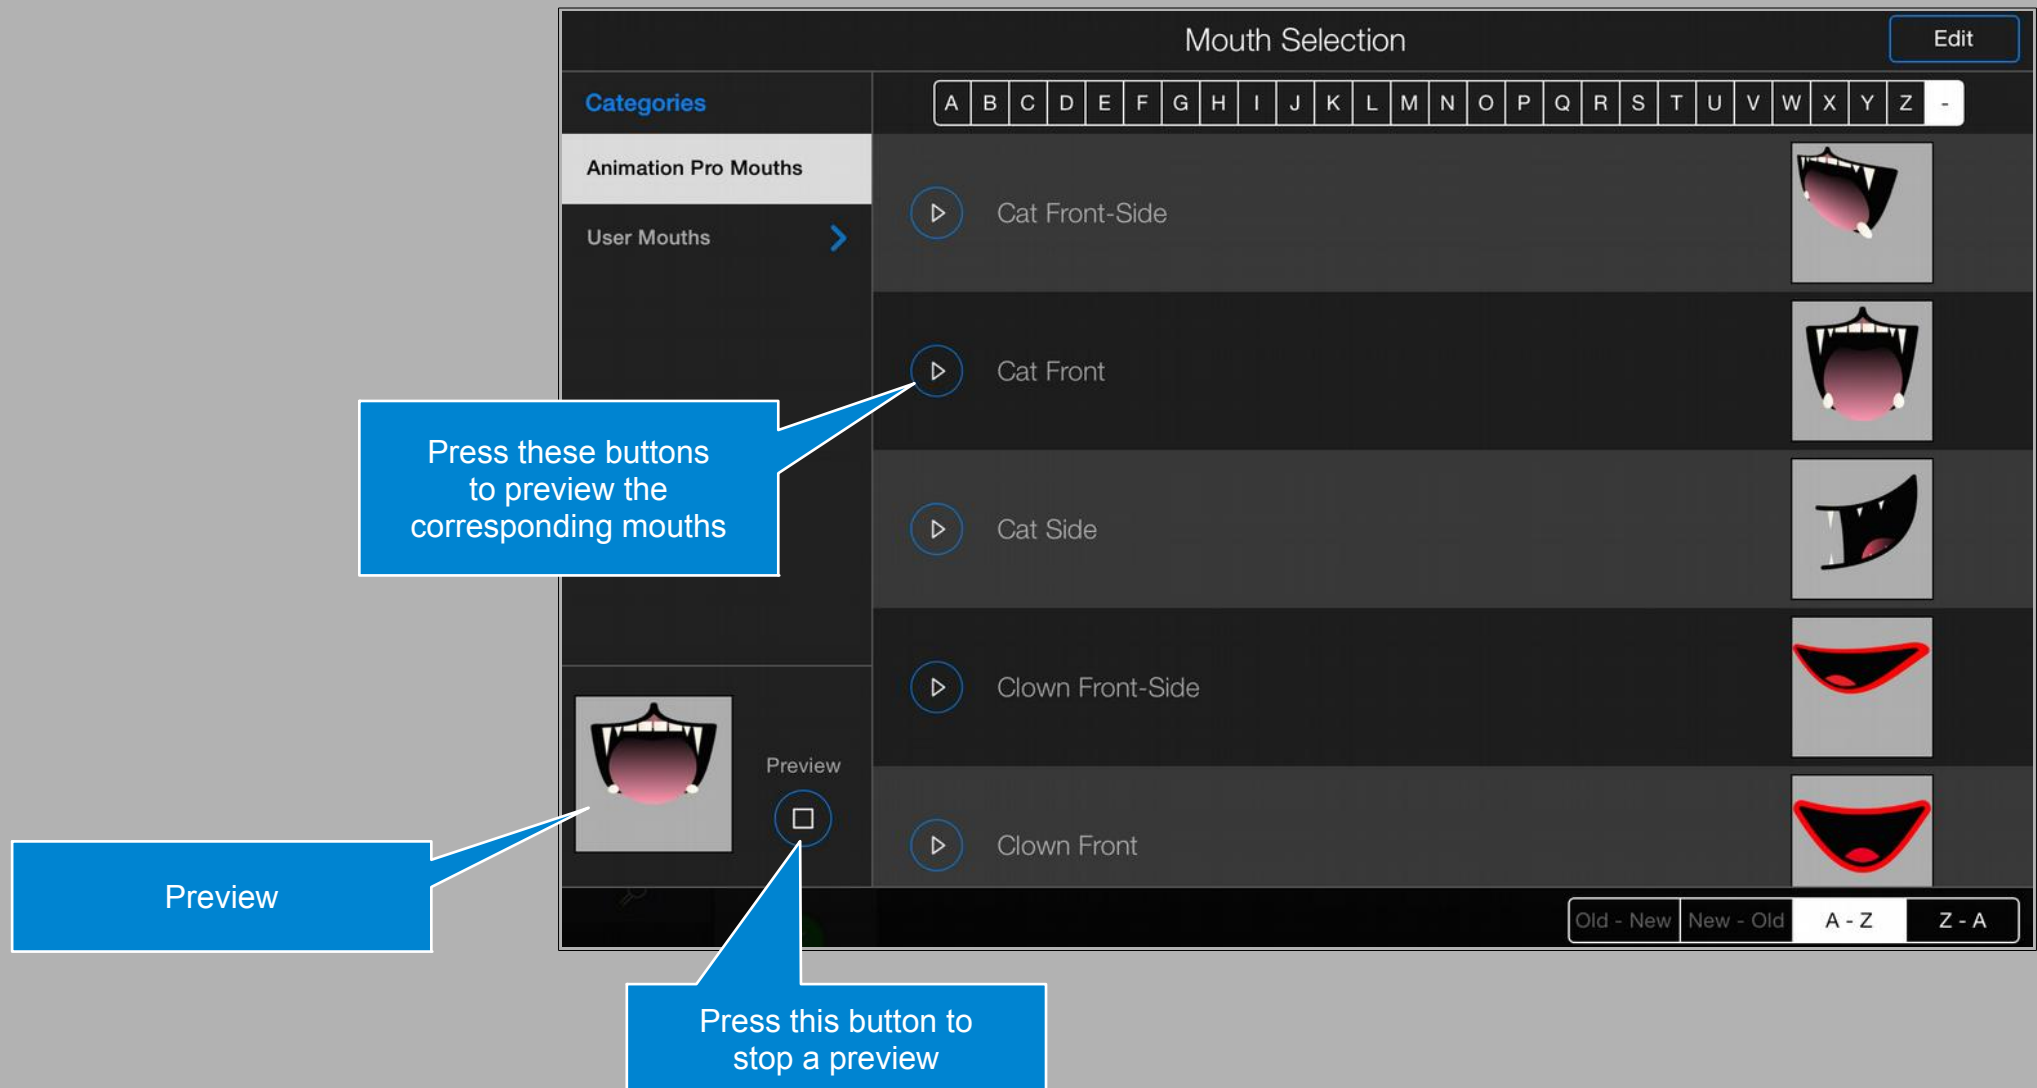 Mouth Selection
Edit
Categories
A B C D E F G H I J K L M N O P Q R S T U V W X Y Z -
Animation Pro Mouths
User Mouths
Cat Front-Side
Cat Front
Press these buttons
to preview the
corresponding mouths
Cat Side
Clown Front-Side
Preview
Clown Front
Preview
Old - New New - Old A - Z Z - A
Press this button to
stop a preview